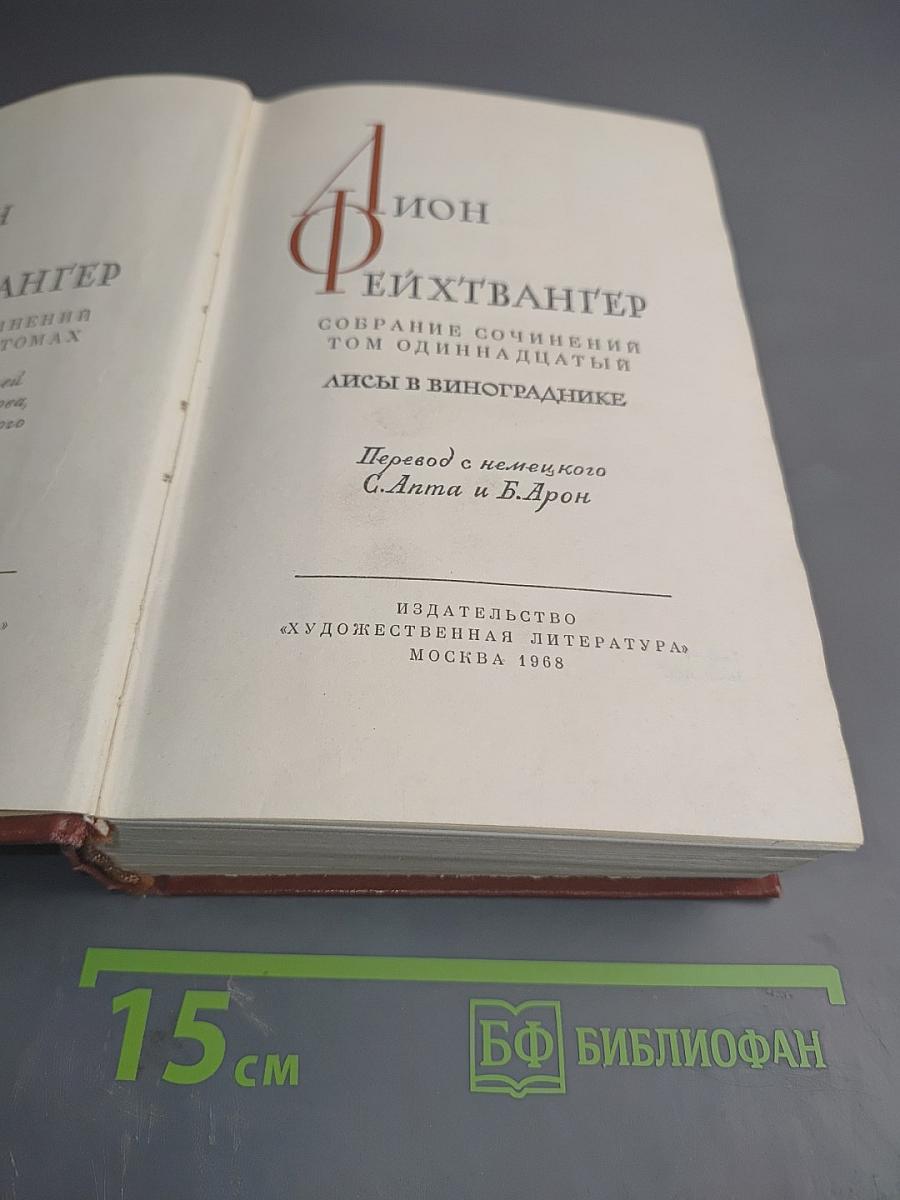 АНГЕР
ТОМАХ
ЛИОН
ФЕЙХТВАНГЕР
СОБРАНИЕ СОЧИНЕНИЙ
ТОМ ОДИННАДЦАТЫЙ
ЛИСЫ В ВИНОГРАДНИКЕ
Перевод с немецкого
С.Апта и Б.Арон
ИЗДАТЕЛЬСТВО
«ХУДОЖЕСТВЕННАЯ ЛИТЕРАТУРА»
МОСКВА 1968
15 см
БФ БИБЛИОФАН